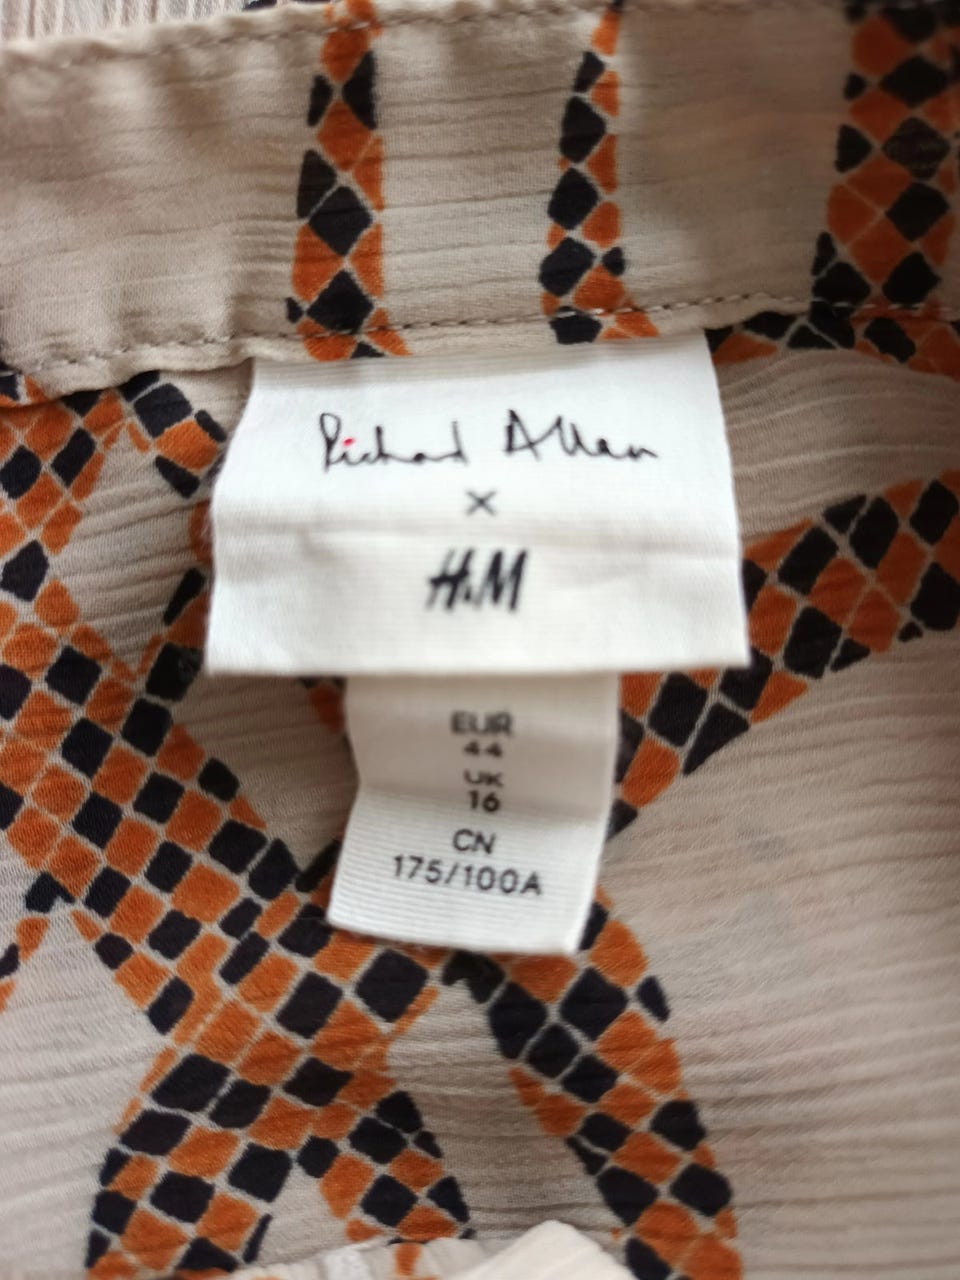 Richard Allan
×
H&M
EUR
44
UK
16
CN
175/100A